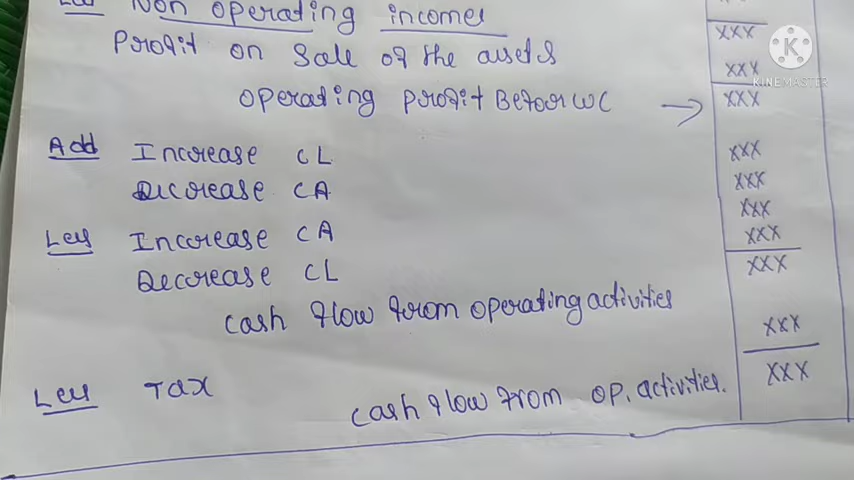 Less Non operating incomes
xxx
Profit on Sale of the assets
xxx
Operating profit Befoor WC → xxx
Add Increase CL xxx
Decrease CA xxx
xxx
Less Increase CA xxx
Decrease CL xxx
Cash flow from operating activities
xxx
Less Tax xxx
Cash flow from op. activities.
K
KINEMASTER